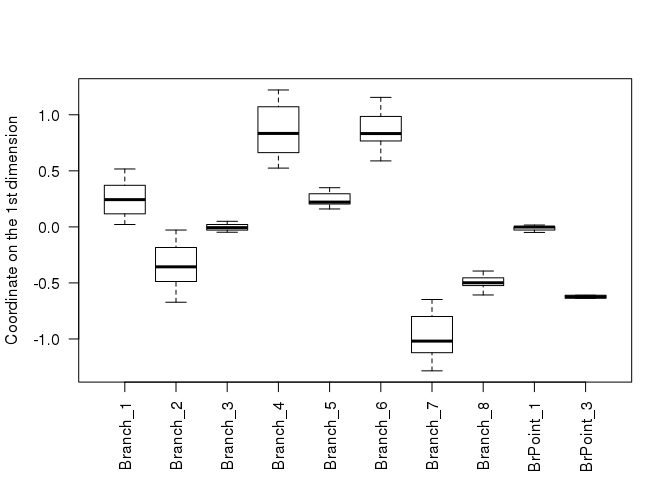 Coordinate on the 1st dimension
1.0
0.5
0.0
-0.5
-1.0
Branch_1
Branch_2
Branch_3
Branch_4
Branch_5
Branch_6
Branch_7
Branch_8
BrPoint_1
BrPoint_3